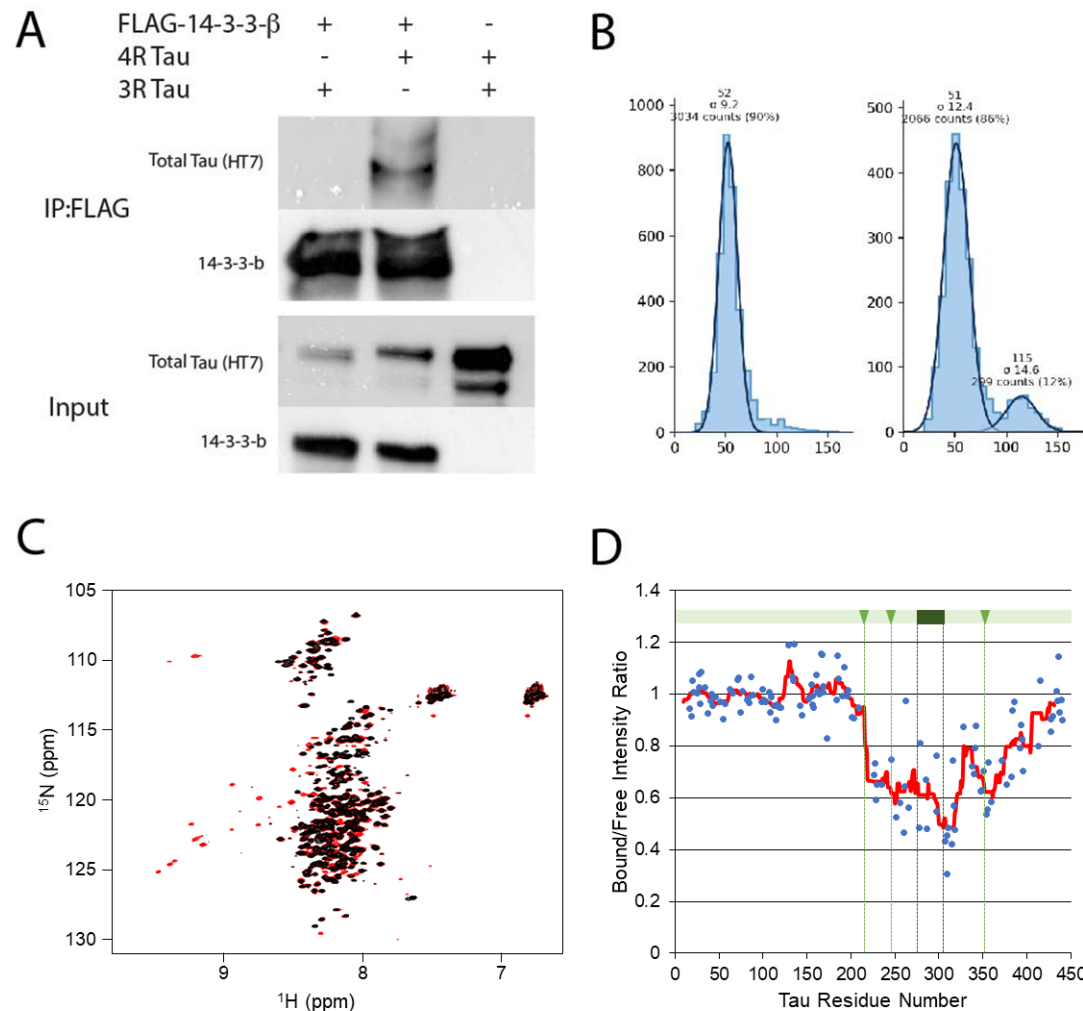 A
FLAG-14-3-3-β + + -
4R Tau - + +
3R Tau + - +
IP:FLAG
Total Tau (HT7)
14-3-3-b
Input
Total Tau (HT7)
14-3-3-b
B
52
σ 9.2
3034 counts (90%)
1000
800
600
400
200
0
0 50 100 150
51
σ 12.4
2066 counts (86%)
115
σ 14.6
299 counts (12%)
500
400
300
200
100
0
0 50 100 150
C
105
110
115
120
125
130
¹⁵N (ppm)
9 8 7
¹H (ppm)
D
1.4
1.2
1
0.8
0.6
0.4
0.2
0
Bound/Free Intensity Ratio
0 50 100 150 200 250 300 350 400 450
Tau Residue Number